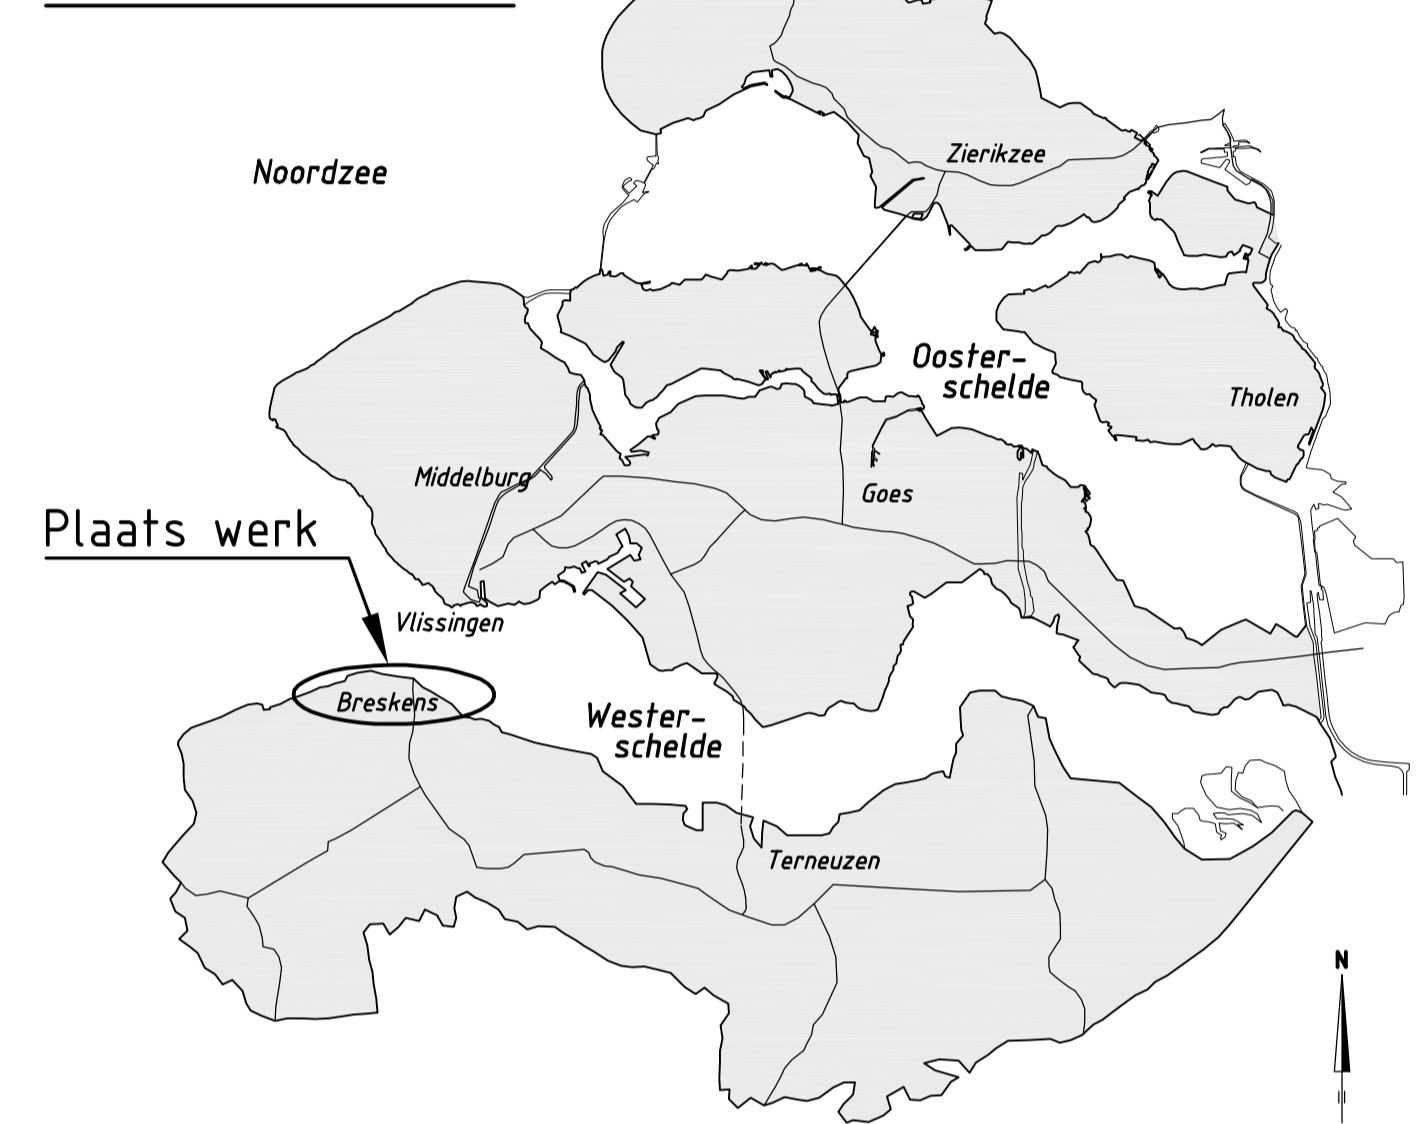 Noordzee
Zierikzee
Ooster-
schelde
Tholen
Middelburg
Goes
Plaats werk
Vlissingen
Breskens
Wester-
schelde
Terneuzen
N